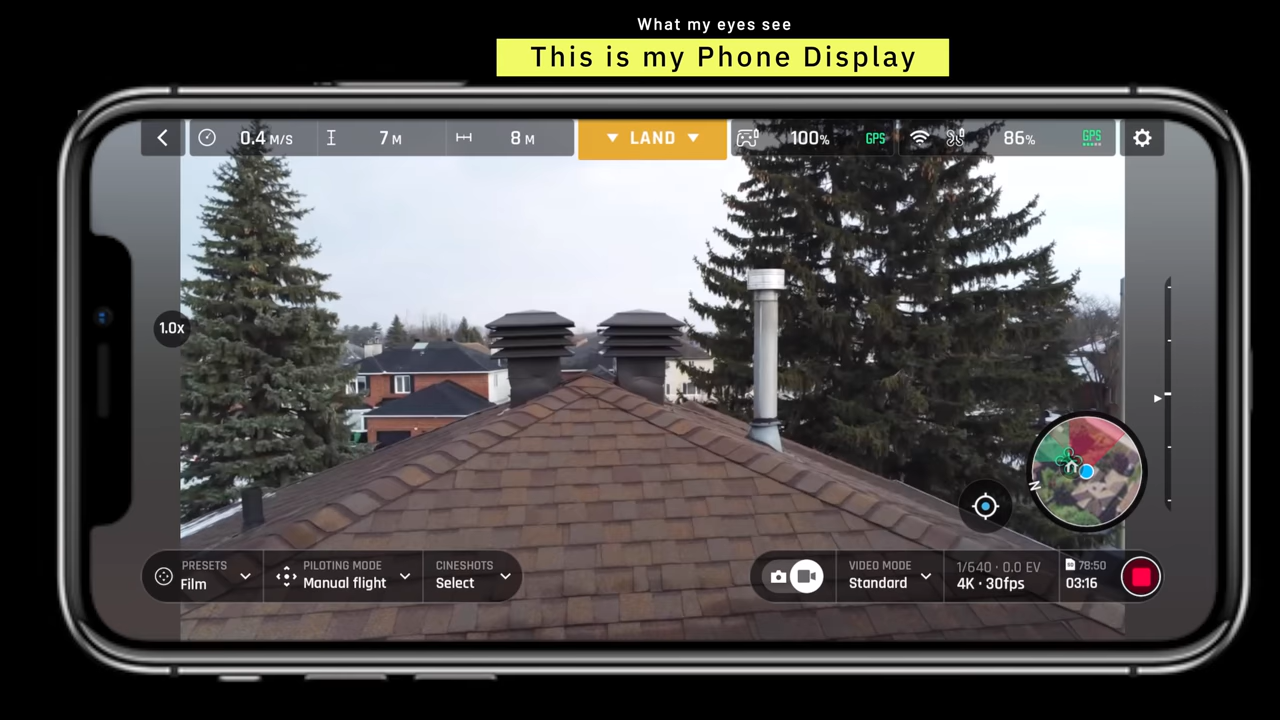 What my eyes see
This is my Phone Display
0.4 M/S
7 M
8 M
LAND
100%
GPS
86%
GPS
1.0x
N
PRESETS
Film
PILOTING MODE
Manual flight
CINESHOTS
Select
VIDEO MODE
Standard
1/640 · 0.0 EV
4K · 30fps
78:50
03:16